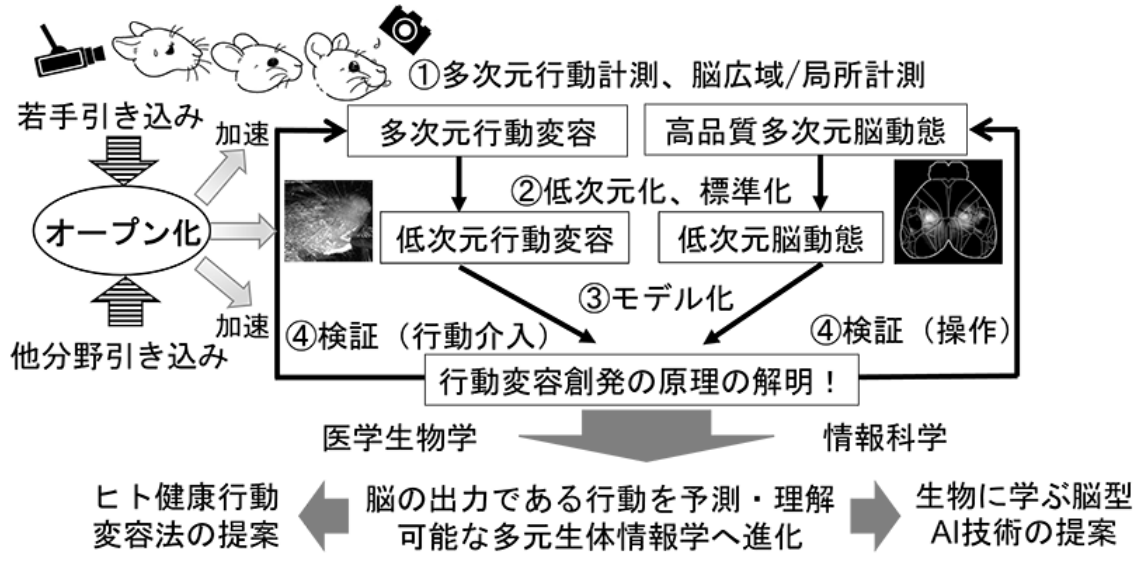 ①多次元行動計測、脳広域/局所計測
若手引き込み
加速
多次元行動変容
高品質多次元脳動態
②低次元化、標準化
オープン化
低次元行動変容
低次元脳動態
③モデル化
加速
④検証（行動介入）
④検証（操作）
他分野引き込み
行動変容創発の原理の解明！
医学生物学
情報科学
ヒト健康行動
変容法の提案
脳の出力である行動を予測・理解
可能な多元生体情報学へ進化
生物に学ぶ脳型
AI技術の提案